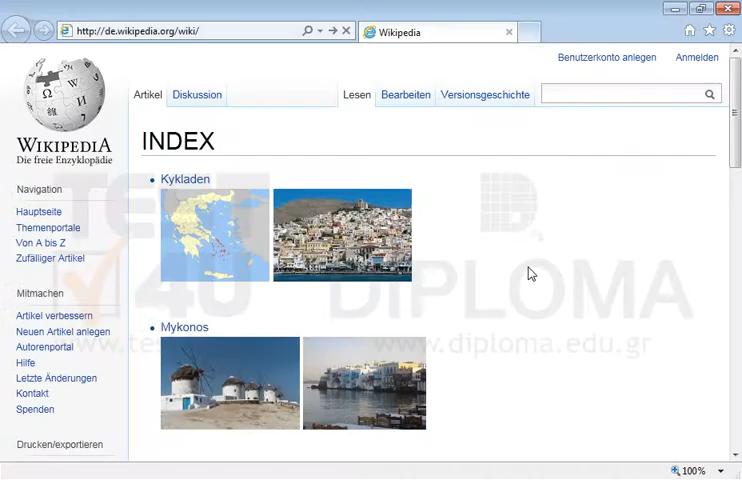 http://de.wikipedia.org/wiki/
Wikipedia
Benutzerkonto anlegen
Anmelden
Artikel
Diskussion
Lesen
Bearbeiten
Versionsgeschichte
WIKIPEDIA
Die freie Enzyklopädie
INDEX
Navigation
Hauptseite
Themenportale
Von A bis Z
Zufälliger Artikel
Mitmachen
Artikel verbessern
Neuen Artikel anlegen
Autorenportal
Hilfe
Letzte Änderungen
Kontakt
Spenden
Drucken/exportieren
Kykladen
Mykonos
TEST
4U
DIPLOMA
www.diploma.edu.gr
100%